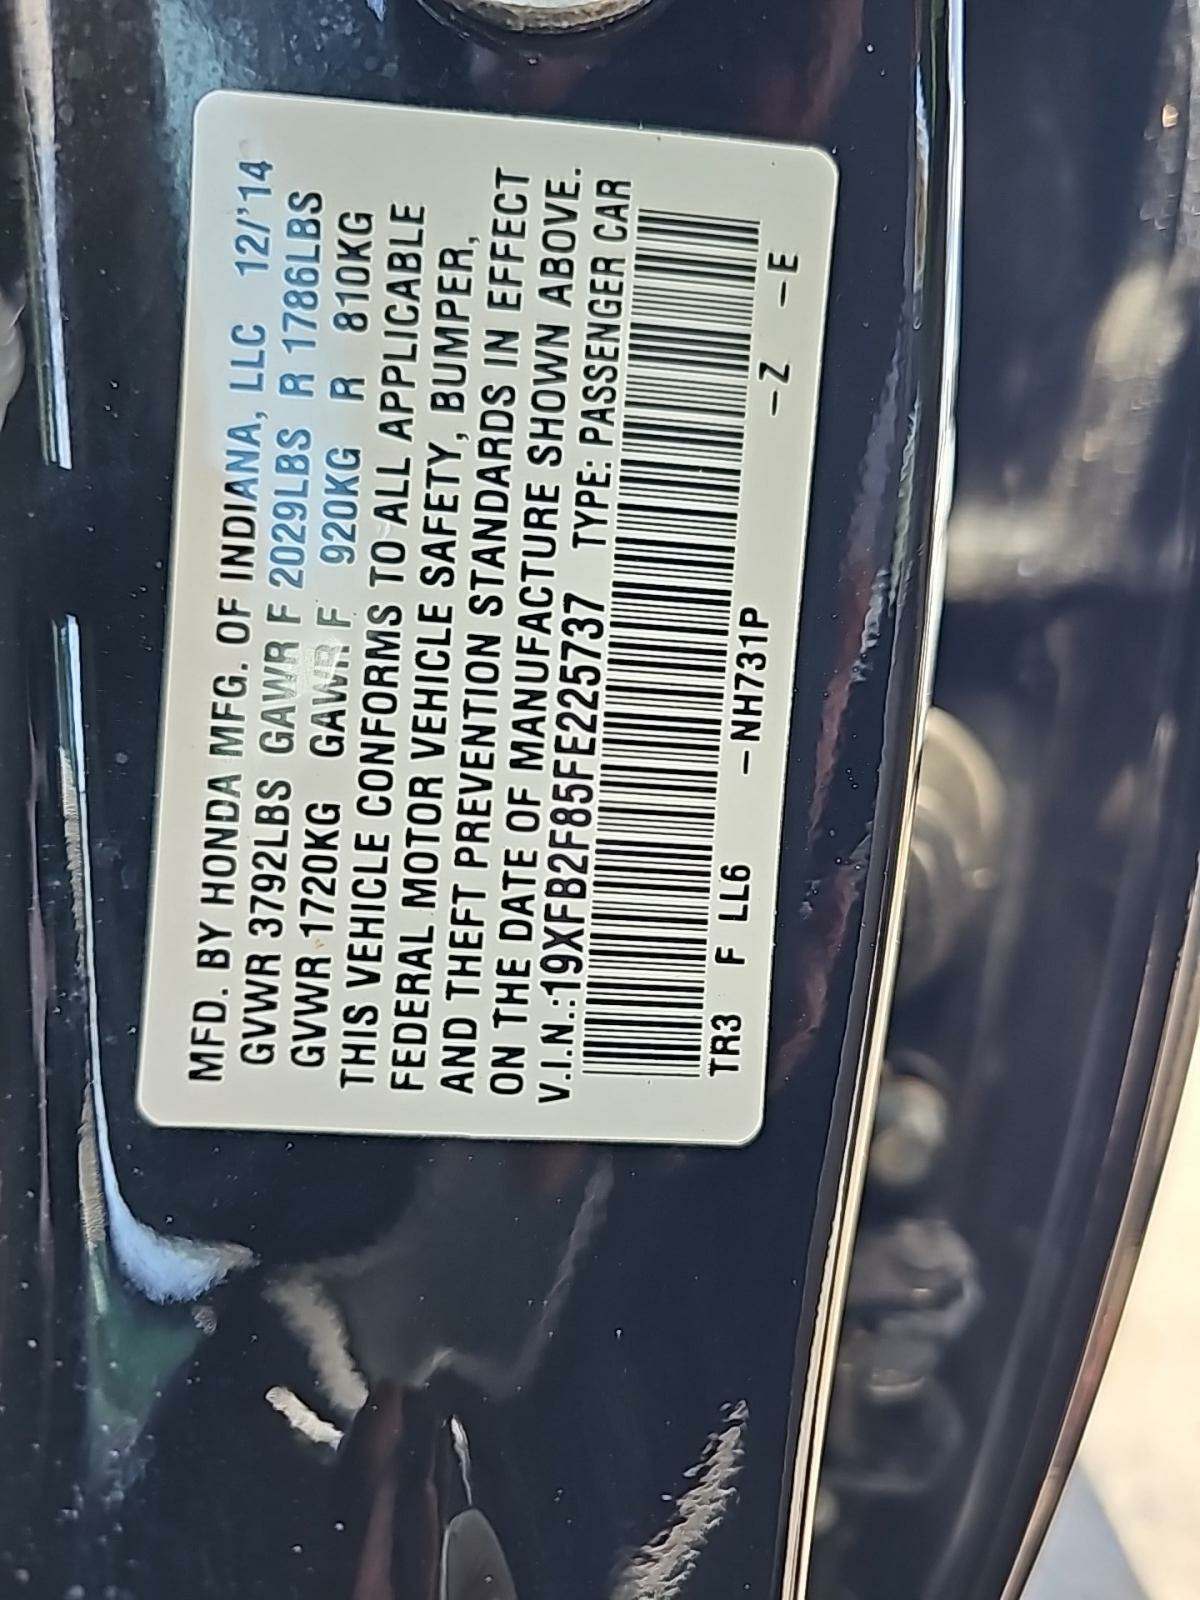 MFD. BY HONDA MFG. OF INDIANA, LLC 12/'14
GVWR 3792LBS GAWR F 2029LBS R 1786LBS
GVWR 1720KG GAWR F 920KG R 810KG
THIS VEHICLE CONFORMS TO ALL APPLICABLE
FEDERAL MOTOR VEHICLE SAFETY, BUMPER,
AND THEFT PREVENTION STANDARDS IN EFFECT
ON THE DATE OF MANUFACTURE SHOWN ABOVE.
V.I.N.:19XFB2F85FE225737 TYPE: PASSENGER CAR
TR3 F LL6 -NH731P -Z -E